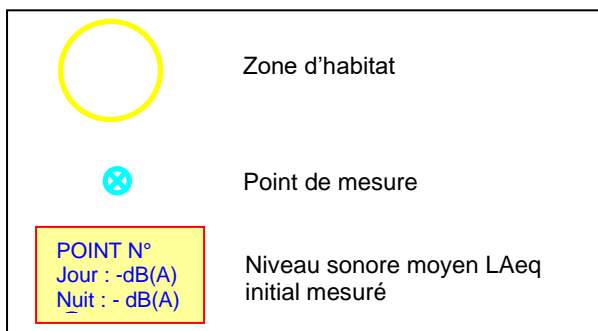 Zone d'habitat
Point de mesure
POINT N°
Jour : -dB(A)
Nuit : - dB(A)
Niveau sonore moyen LAeq
initial mesuré